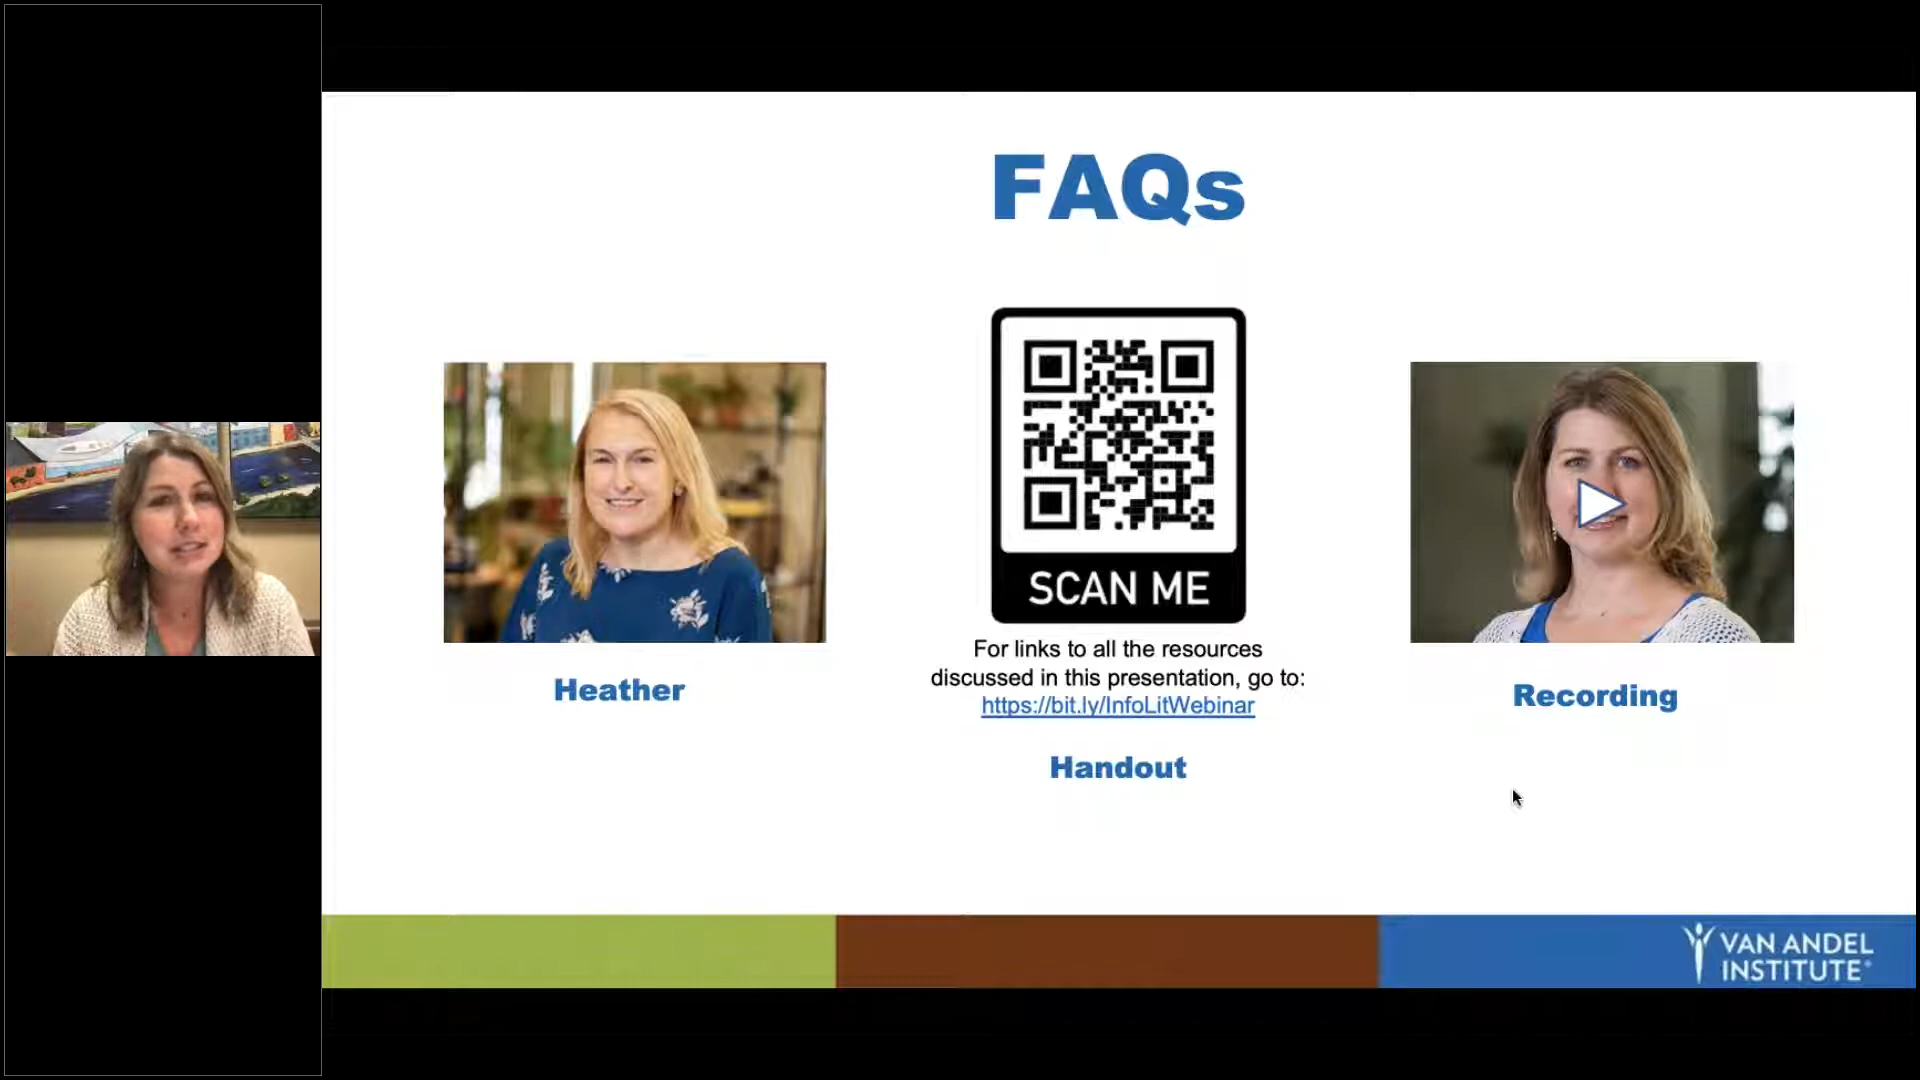 FAQs
SCAN ME
For links to all the resources
discussed in this presentation, go to:
https://bit.ly/InfoLitWebinar
Heather
Handout
Recording
VAN ANDEL
INSTITUTE